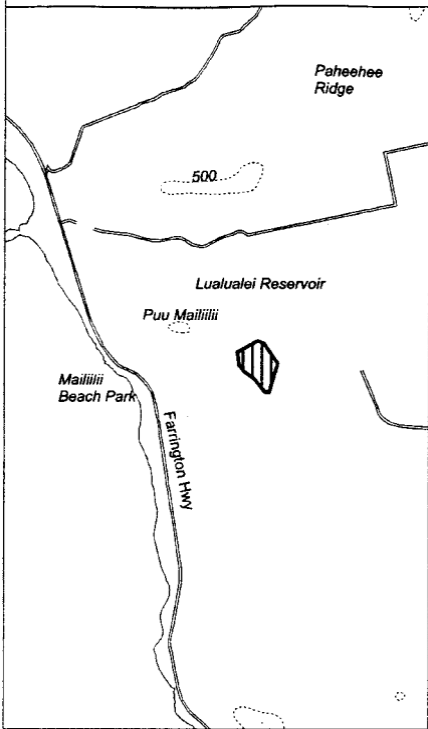 Paheehee
Ridge
500
Lualualei Reservoir
Puu Mailiilii
Mailiilii
Beach Park
Farrington Hwy